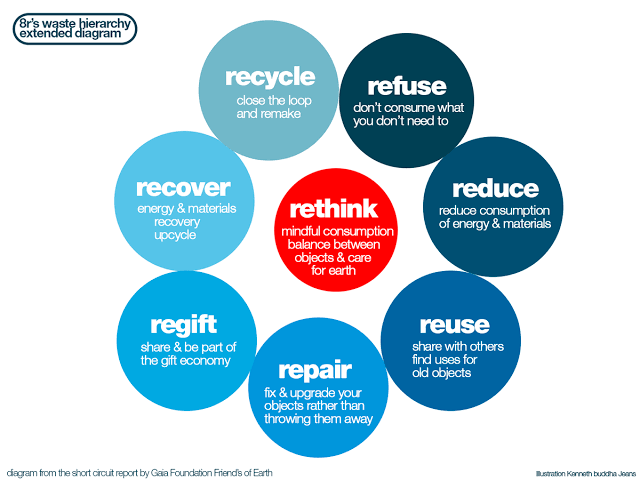 8r's waste hierarchy
extended diagram
recycle
close the loop
and remake
refuse
don't consume what
you don't need to
recover
energy & materials
recovery
upcycle
rethink
mindful consumption
balance between
objects & care
for earth
reduce
reduce consumption
of energy & materials
regift
share & be part of
the gift economy
repair
fix & upgrade your
objects rather than
throwing them away
reuse
share with others
find uses for
old objects
diagram from the short circuit report by Gaia Foundation Friend's of Earth
Illustration Kenneth buddha Jeans